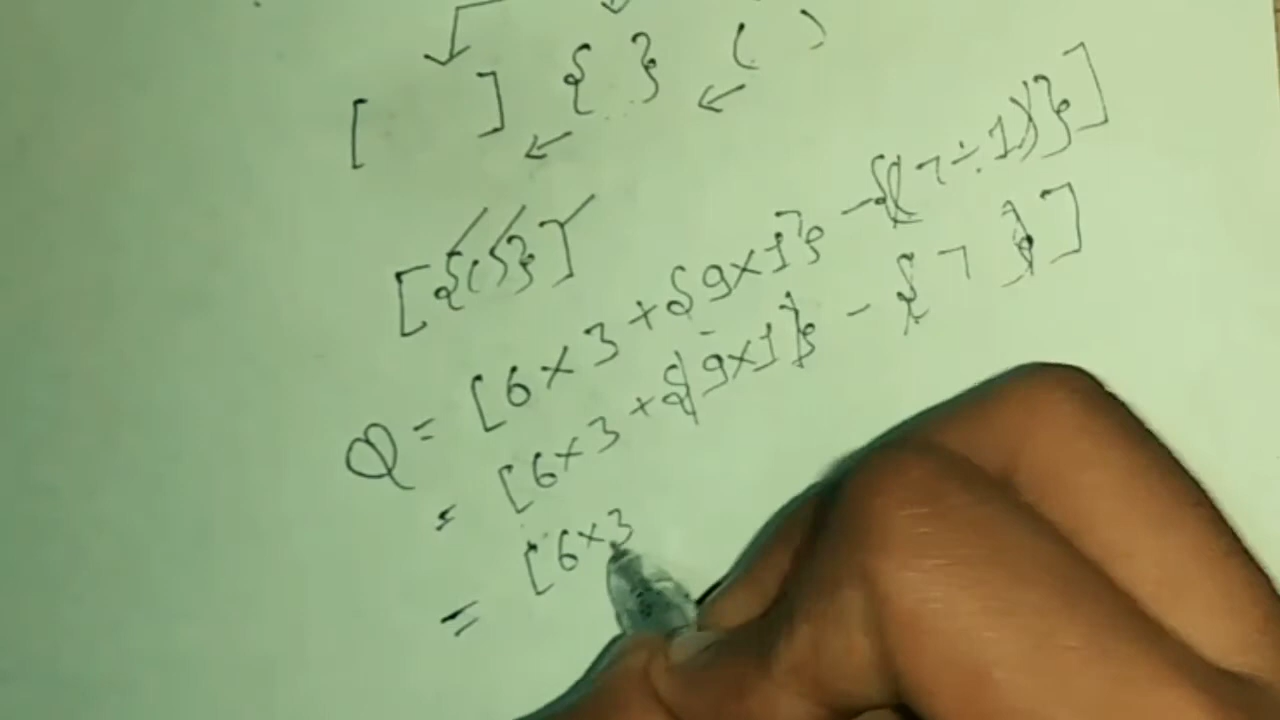 [ ] { } ( )
[{( )}]
Q = [6×3+{9×1} -{(7÷1)}]
= [6×3+{9×1} - {7}]
= [6×3